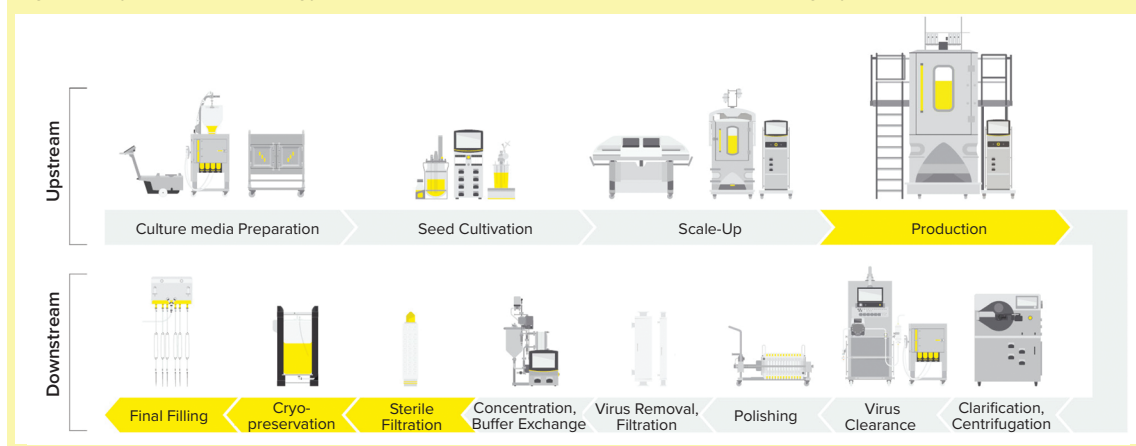 Upstream
Culture media Preparation
Seed Cultivation
Scale-Up
Production
Downstream
Final Filling
Cryo-
preservation
Sterile
Filtration
Concentration,
Buffer Exchange
Virus Removal,
Filtration
Polishing
Virus
Clearance
Clarification,
Centrifugation